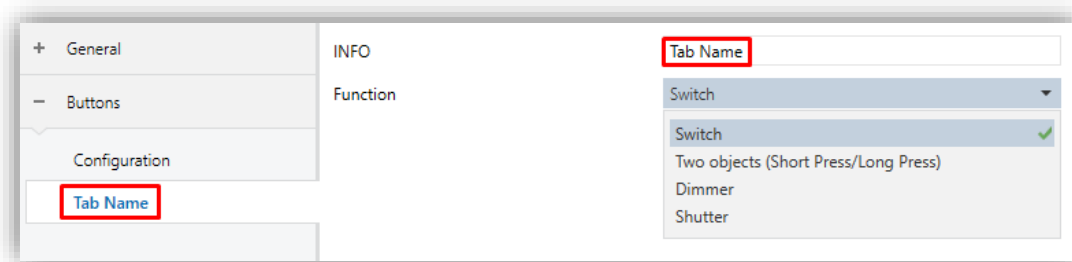 + General
− Buttons
Configuration
Tab Name
INFO
Tab Name
Function
Switch
Switch
Two objects (Short Press/Long Press)
Dimmer
Shutter